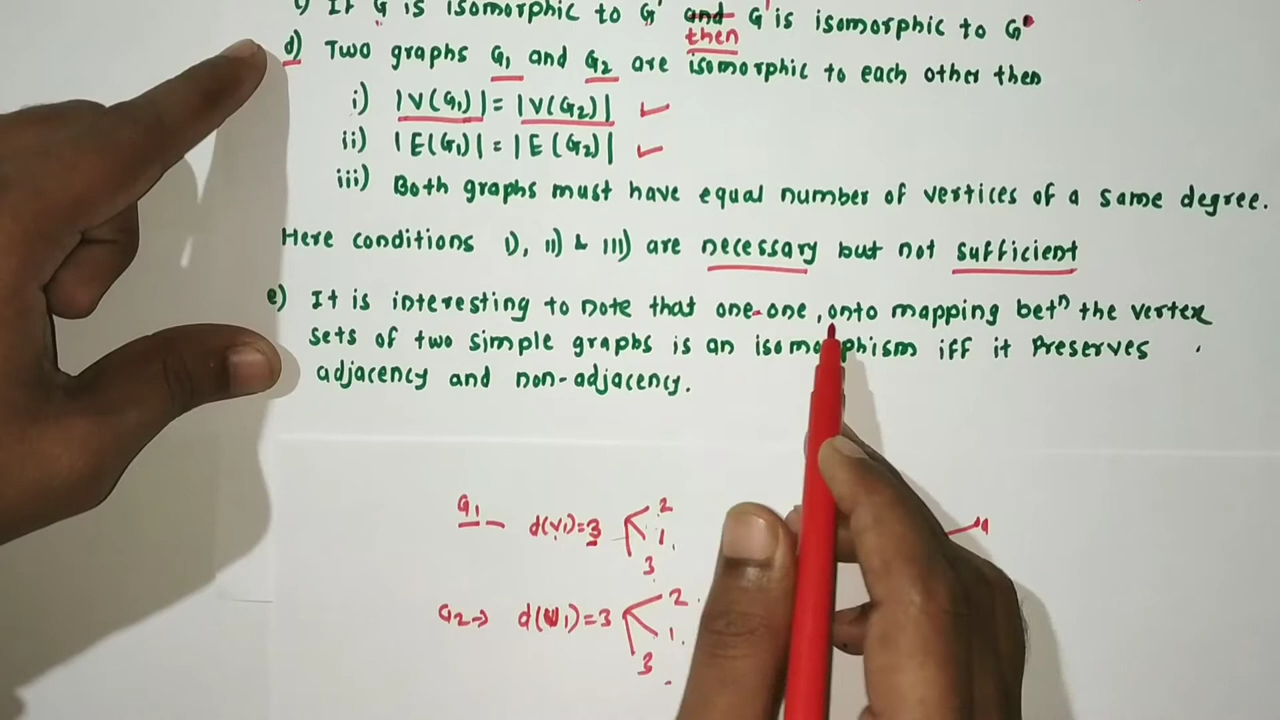 c) If G is isomorphic to G' and then G' is isomorphic to G
d) Two graphs G1 and G2 are isomorphic to each other then
i) |V(G1)| = |V(G2)| ✓
ii) |E(G1)| = |E(G2)| ✓
iii) Both graphs must have equal number of vertices of a same degree.
Here conditions i), ii) & iii) are necessary but not sufficient
e) It is interesting to note that one-one, onto mapping betn the vertex
sets of two simple graphs is an isomorphism iff it preserves
adjacency and non-adjacency.
G1 — d(v1)=3 2
1
3
G2 → d(u1)=3 2
1
3